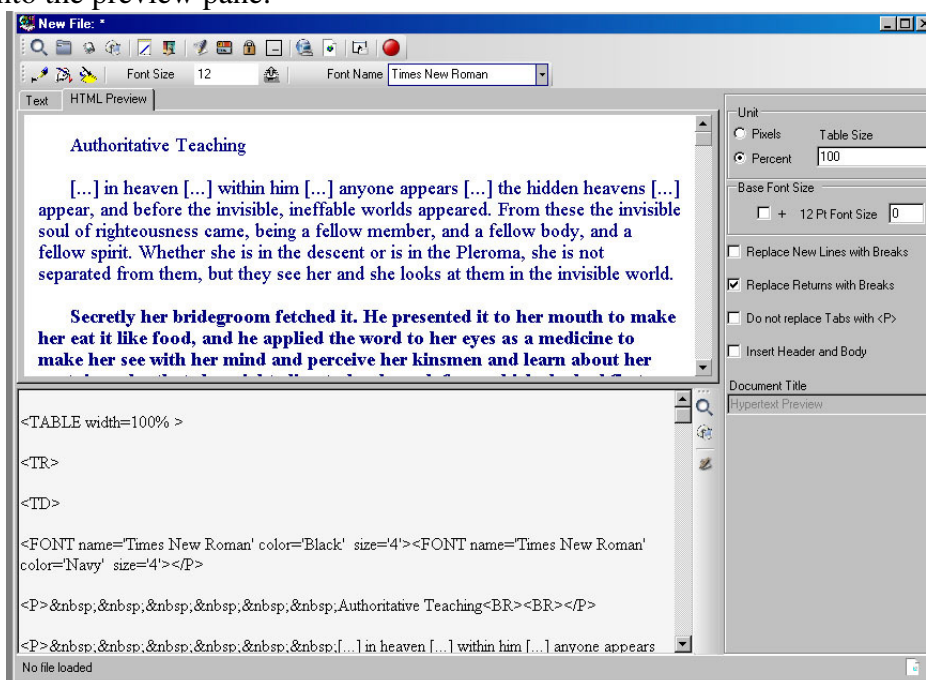 into the preview pane.
New File: *
Font Size 12 Font Name Times New Roman
Text HTML Preview
Authoritative Teaching
[...] in heaven [...] within him [...] anyone appears [...] the hidden heavens [...]
appear, and before the invisible, ineffable worlds appeared. From these the invisible
soul of righteousness came, being a fellow member, and a fellow body, and a
fellow spirit. Whether she is in the descent or is in the Pleroma, she is not
separated from them, but they see her and she looks at them in the invisible world.
Secretly her bridegroom fetched it. He presented it to her mouth to make
her eat it like food, and he applied the word to her eyes as a medicine to
make her see with her mind and perceive her kinsmen and learn about her
<TABLE width=100% >
<TR>
<TD>
<FONT name='Times New Roman' color='Black' size='4'><FONT name='Times New Roman'
color='Navy' size='4'></P>
<P>&nbsp;&nbsp;&nbsp;&nbsp;&nbsp;&nbsp;Authoritative Teaching<BR><BR></P>
<P>&nbsp;&nbsp;&nbsp;&nbsp;&nbsp;&nbsp;[...] in heaven [...] within him [...] anyone appears
Unit
Pixels Table Size
Percent 100
Base Font Size
+ 12 Pt Font Size 0
Replace New Lines with Breaks
Replace Returns with Breaks
Do not replace Tabs with <P>
Insert Header and Body
Document Title
Hypertext Preview
No file loaded